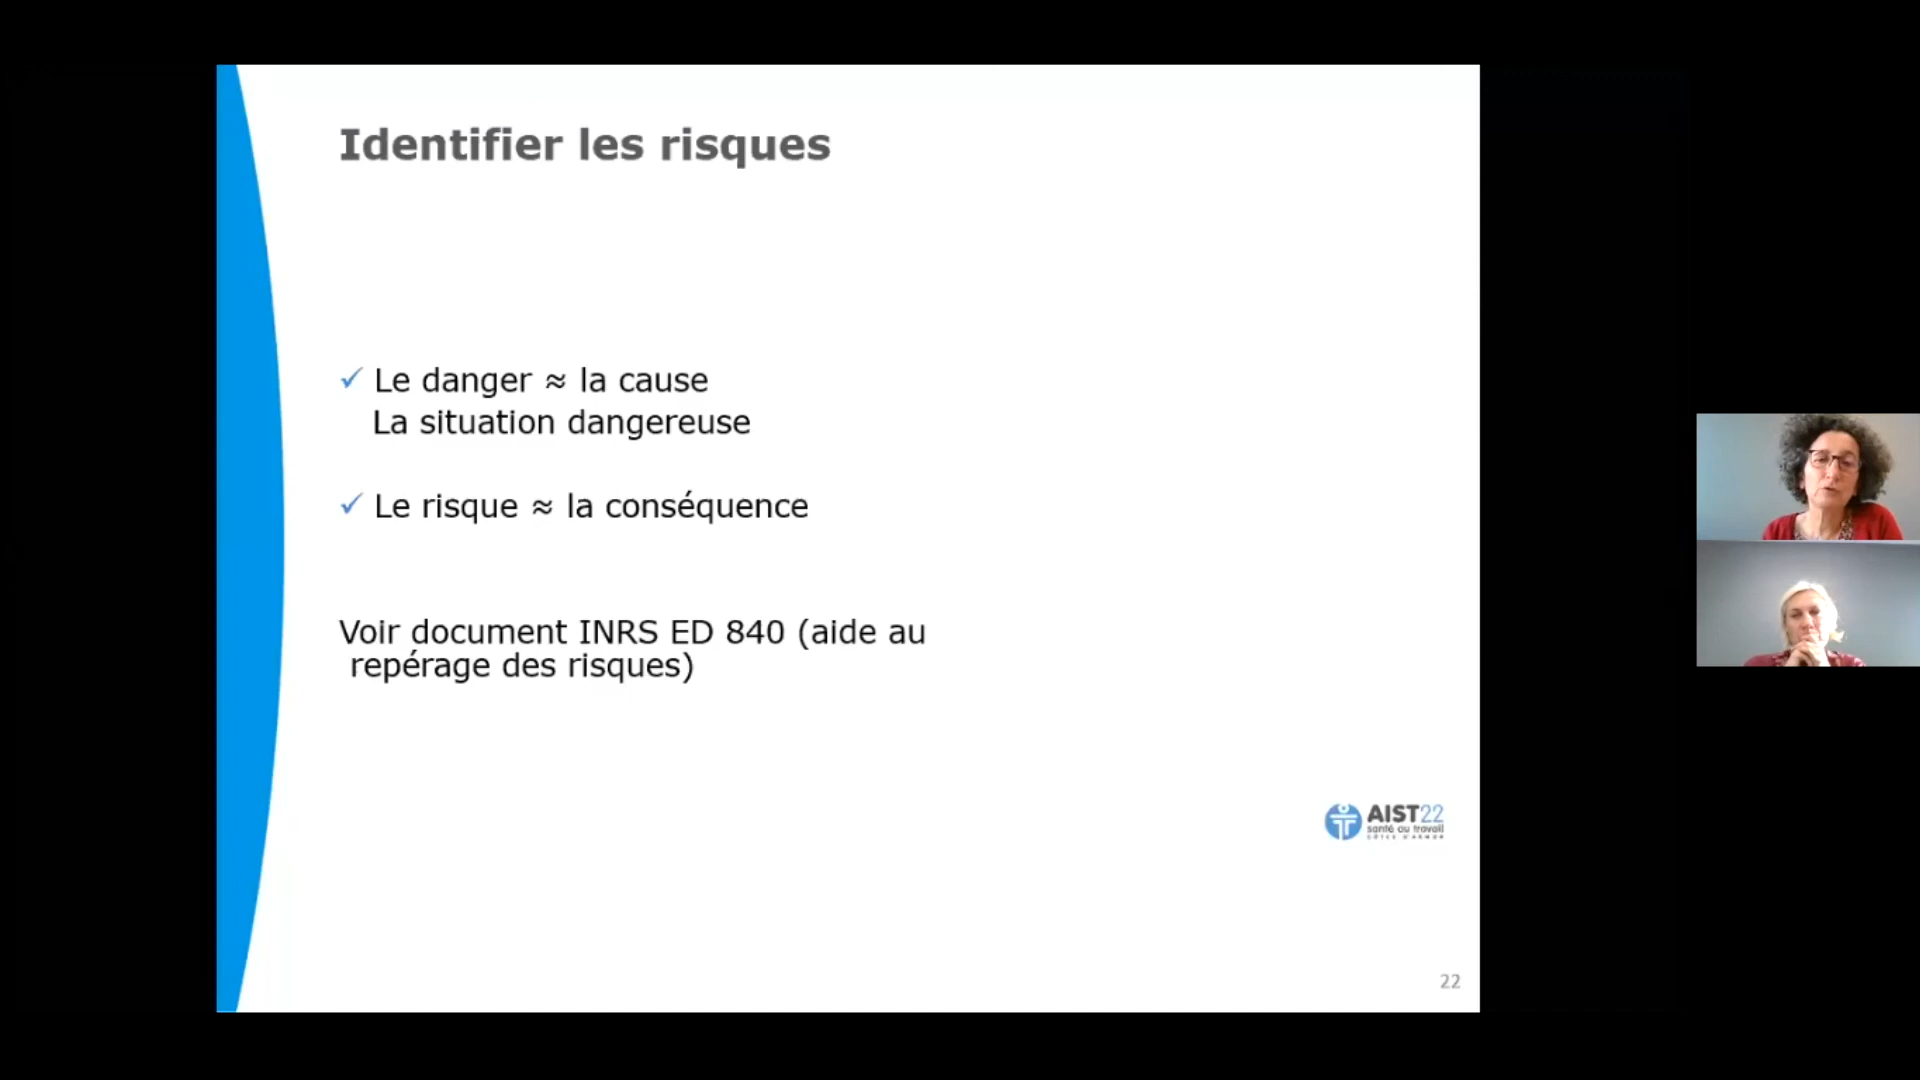 Identifier les risques
✓ Le danger ≈ la cause
La situation dangereuse
✓ Le risque ≈ la conséquence
Voir document INRS ED 840 (aide au
repérage des risques)
AIST22
santé au travail
CÔTES D'ARMOR
22